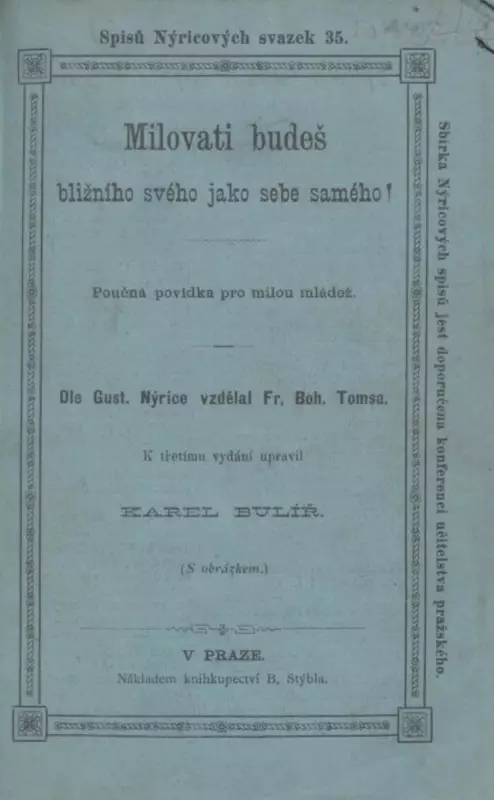 Spisů Nýricových svazek 35.
Milovati budeš
bližního svého jako sebe samého!
Poučná povídka pro milou mládež.
Dle Gust. Nýrice vzdělal Fr. Boh. Tomsa.
K třetímu vydání upravil
KAREL BULÍŘ.
(S obrázkem.)
V PRAZE.
Nákladem knihkupectví B. Stýbla.
Sbírka Nýricových spisů jest doporučena konferencí učitelstva pražského.